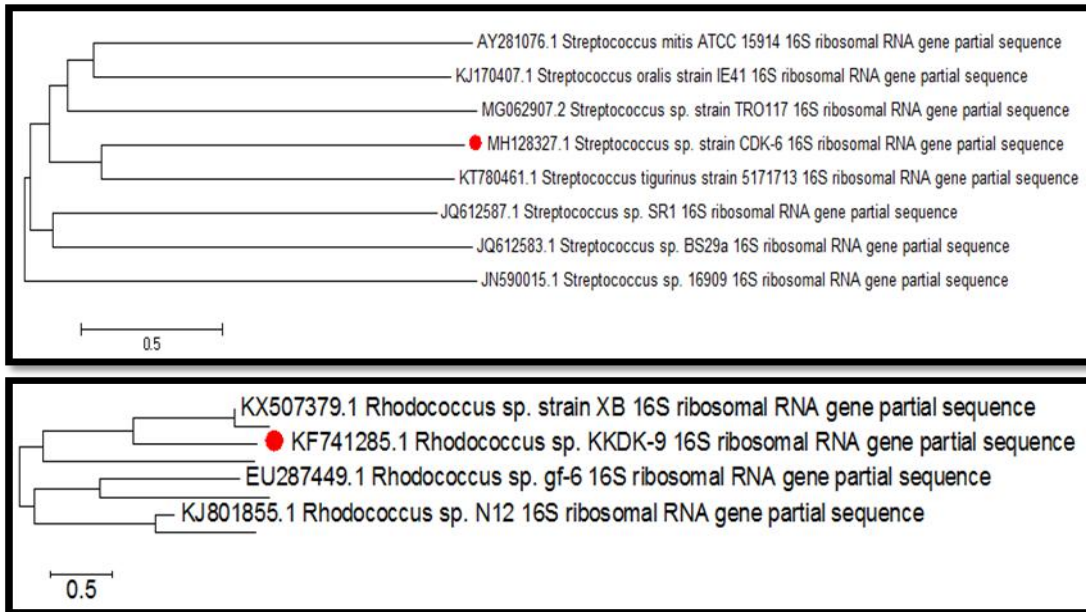 AY281076.1 Streptococcus mitis ATCC 15914 16S ribosomal RNA gene partial sequence
KJ170407.1 Streptococcus oralis strain IE41 16S ribosomal RNA gene partial sequence
MG062907.2 Streptococcus sp. strain TRO117 16S ribosomal RNA gene partial sequence
MH128327.1 Streptococcus sp. strain CDK-6 16S ribosomal RNA gene partial sequence
KT780461.1 Streptococcus tigurinus strain 5171713 16S ribosomal RNA gene partial sequence
JQ612587.1 Streptococcus sp. SR1 16S ribosomal RNA gene partial sequence
JQ612583.1 Streptococcus sp. BS29a 16S ribosomal RNA gene partial sequence
JN590015.1 Streptococcus sp. 16909 16S ribosomal RNA gene partial sequence
0.5
KX507379.1 Rhodococcus sp. strain XB 16S ribosomal RNA gene partial sequence
KF741285.1 Rhodococcus sp. KKDK-9 16S ribosomal RNA gene partial sequence
EU287449.1 Rhodococcus sp. gf-6 16S ribosomal RNA gene partial sequence
KJ801855.1 Rhodococcus sp. N12 16S ribosomal RNA gene partial sequence
0.5